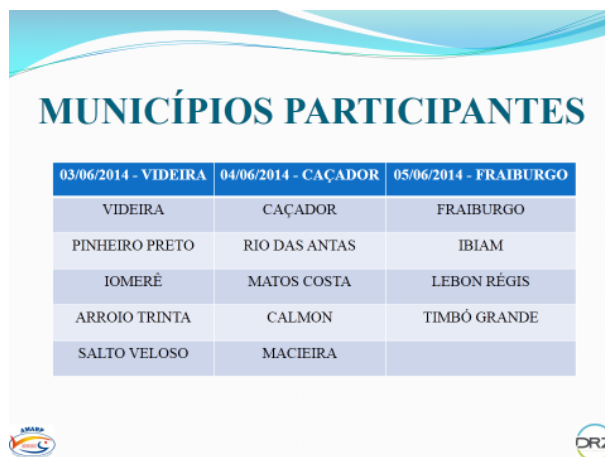 MUNICÍPIOS PARTICIPANTES
03/06/2014 - VIDEIRA 04/06/2014 - CAÇADOR 05/06/2014 - FRAIBURGO
VIDEIRA CAÇADOR FRAIBURGO
PINHEIRO PRETO RIO DAS ANTAS IBIAM
IOMERÊ MATOS COSTA LEBON RÉGIS
ARROIO TRINTA CALMON TIMBÓ GRANDE
SALTO VELOSO MACIEIRA
AMARP
DRZ